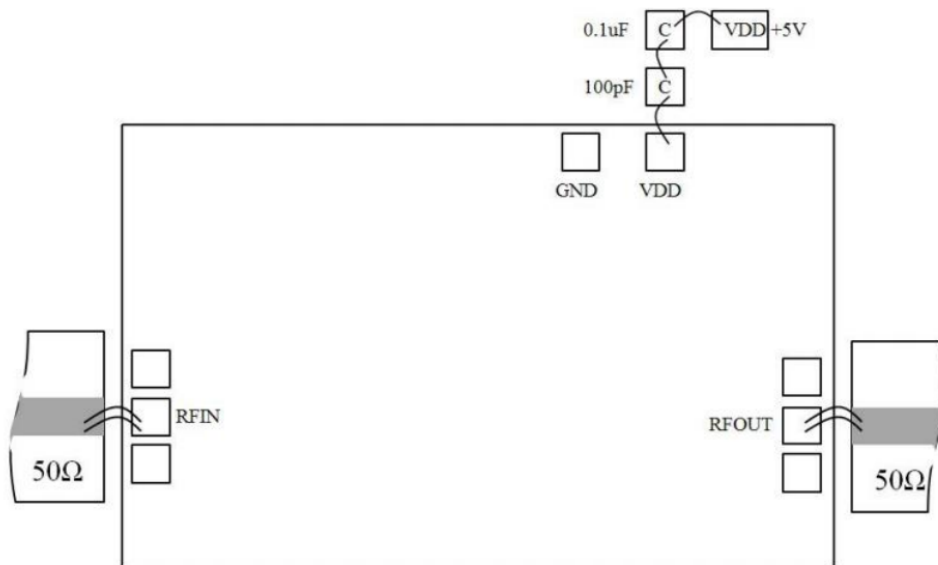 0.1uF C VDD +5V
100pF C
GND VDD
RFIN
RFOUT
50Ω
50Ω